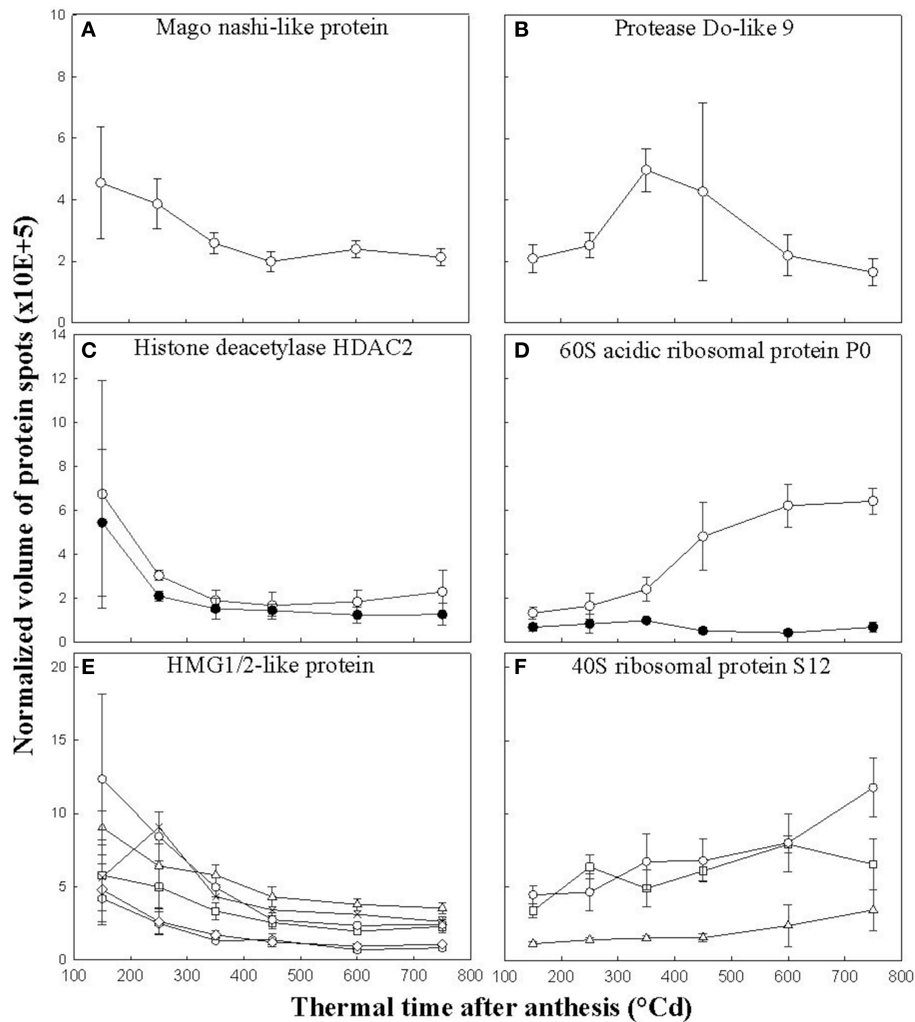 A Mago nashi-like protein
B Protease Do-like 9
10
8
6
4
2
0
C Histone deacetylase HDAC2
D 60S acidic ribosomal protein P0
14
12
10
8
6
4
2
0
E HMG1/2-like protein
F 40S ribosomal protein S12
20
15
10
5
0
100 200 300 400 500 600 700 800
100 200 300 400 500 600 700 800
Normalized volume of protein spots (x10E+5)
Thermal time after anthesis (°Cd)